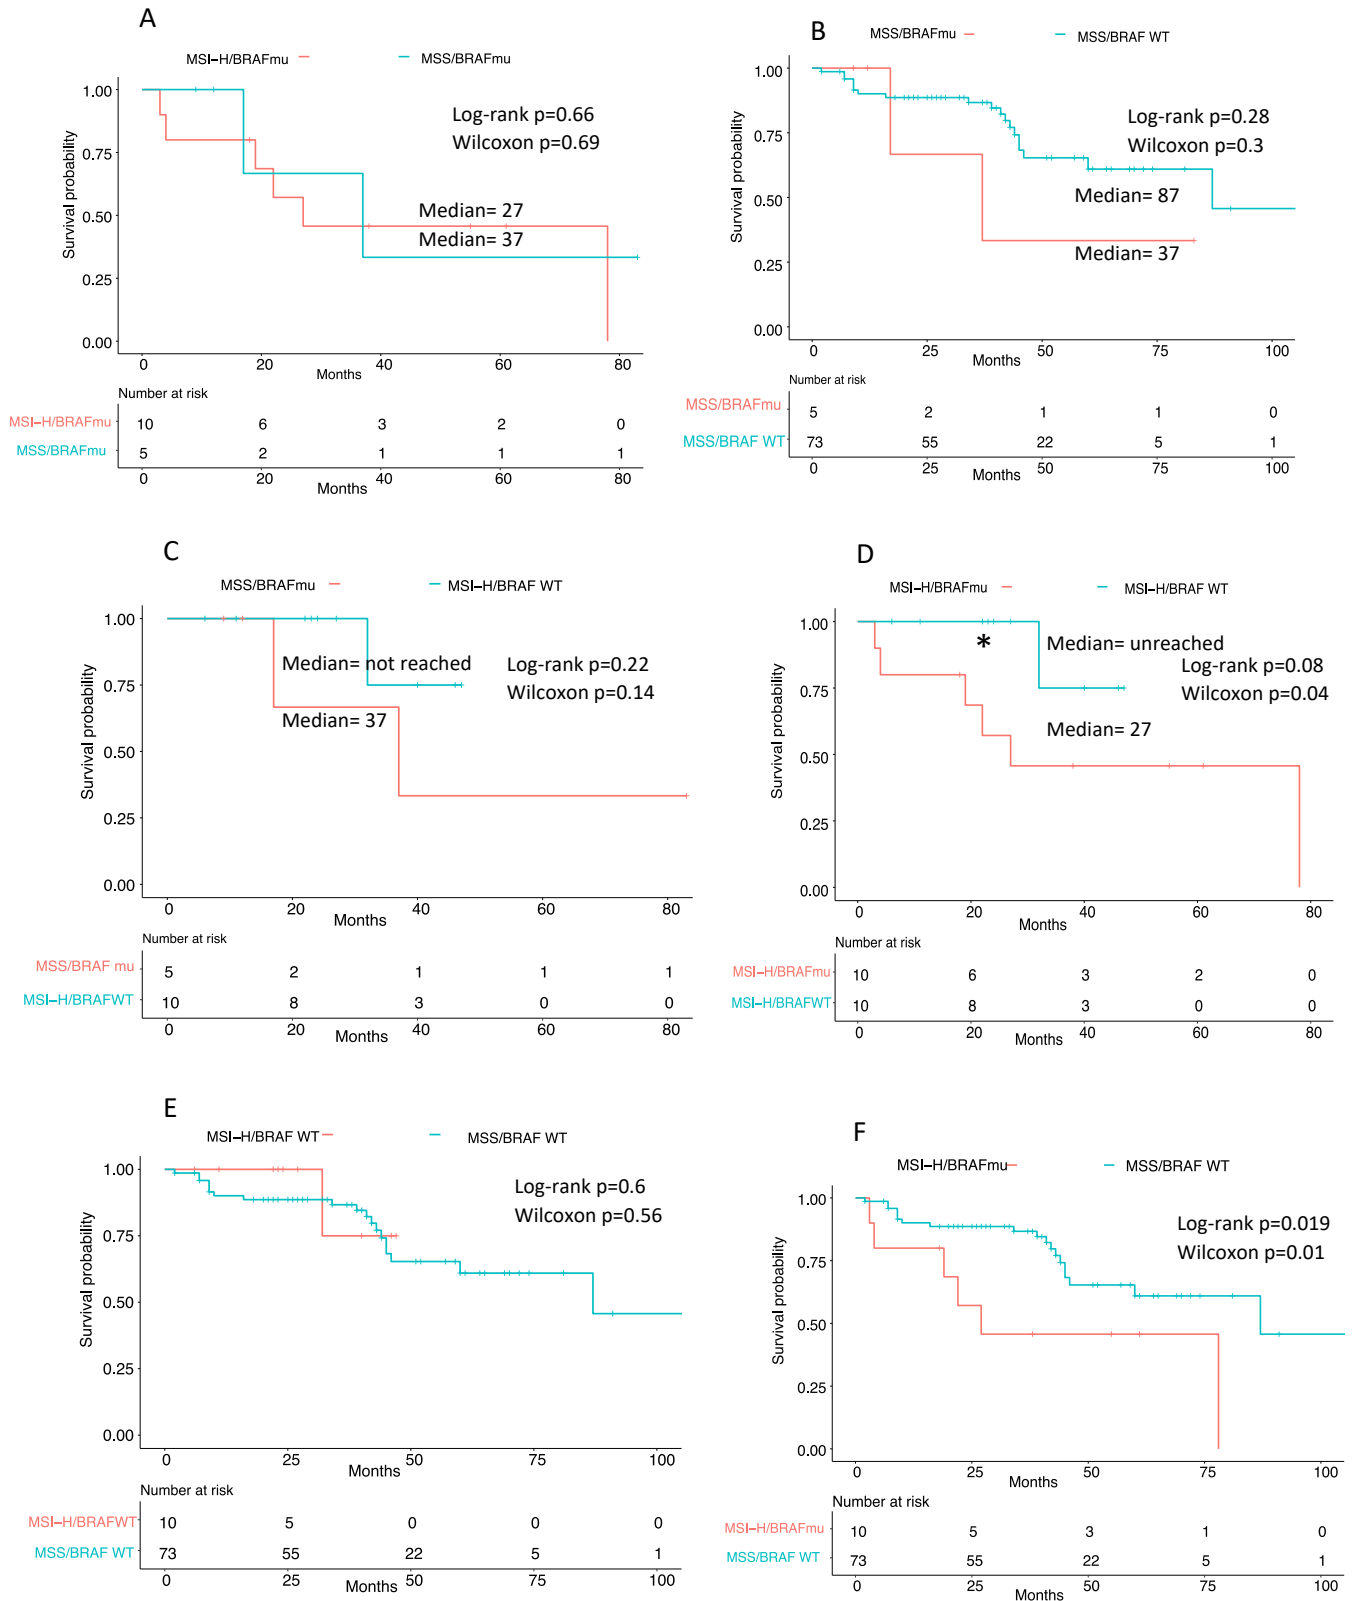 A
MSI-H/BRAFmu
MSS/BRAFmu
1.00
0.75
0.50
0.25
0.00
Survival probability
Log-rank p=0.66
Wilcoxon p=0.69
Median= 27
Median= 37
0 20 40 60 80
Months
Number at risk
MSI-H/BRAFmu 10 6 3 2 0
MSS/BRAFmu 5 2 1 1 1
0 20 40 60 80
Months
B
MSS/BRAFmu
MSS/BRAF WT
1.00
0.75
0.50
0.25
0.00
Survival probability
Log-rank p=0.28
Wilcoxon p=0.3
Median= 87
Median= 37
0 25 50 75 100
Months
Number at risk
MSS/BRAFmu 5 2 1 1 0
MSS/BRAF WT 73 55 22 5 1
0 25 50 75 100
Months
C
MSS/BRAFmu
MSI-H/BRAF WT
1.00
0.75
0.50
0.25
0.00
Survival probability
Median= not reached
Log-rank p=0.22
Wilcoxon p=0.14
Median= 37
0 20 40 60 80
Months
Number at risk
MSS/BRAF mu 5 2 1 1 1
MSI-H/BRAFWT 10 8 3 0 0
0 20 40 60 80
Months
D
MSI-H/BRAFmu
MSI-H/BRAF WT
1.00
0.75
0.50
0.25
0.00
Survival probability
*
Median= unreached
Log-rank p=0.08
Wilcoxon p=0.04
Median= 27
0 20 40 60 80
Months
Number at risk
MSI-H/BRAFmu 10 6 3 2 0
MSI-H/BRAFWT 10 8 3 0 0
0 20 40 60 80
Months
E
MSI-H/BRAF WT
MSS/BRAF WT
1.00
0.75
0.50
0.25
0.00
Survival probability
Log-rank p=0.6
Wilcoxon p=0.56
0 25 50 75 100
Months
Number at risk
MSI-H/BRAFWT 10 5 0 0 0
MSS/BRAF WT 73 55 22 5 1
0 25 50 75 100
Months
F
MSI-H/BRAFmu
MSS/BRAF WT
1.00
0.75
0.50
0.25
0.00
Survival probability
Log-rank p=0.019
Wilcoxon p=0.01
0 25 50 75 100
Months
Number at risk
MSI-H/BRAFmu 10 5 3 1 0
MSS/BRAF WT 73 55 22 5 1
0 25 50 75 100
Months